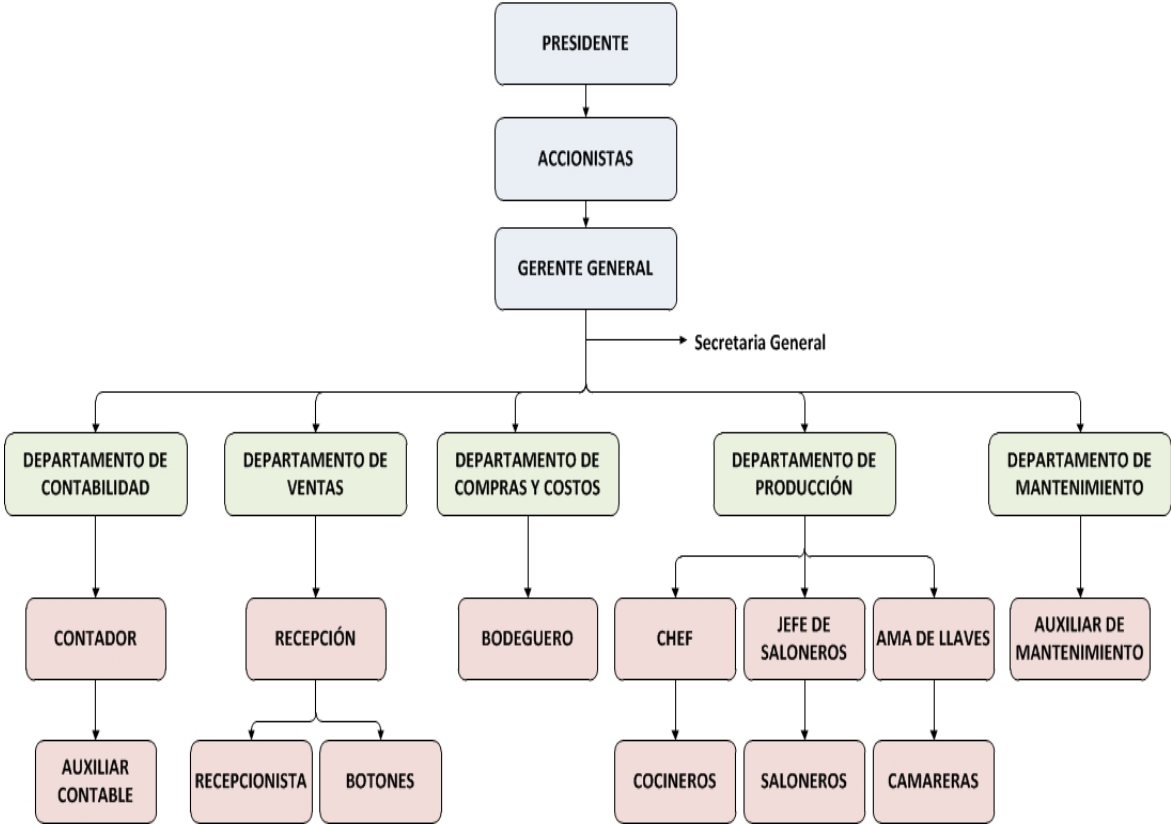 PRESIDENTE
ACCIONISTAS
GERENTE GENERAL
Secretaria General
DEPARTAMENTO DE
CONTABILIDAD
DEPARTAMENTO DE
VENTAS
DEPARTAMENTO DE
COMPRAS Y COSTOS
DEPARTAMENTO DE
PRODUCCIÓN
DEPARTAMENTO DE
MANTENIMIENTO
CONTADOR
RECEPCIÓN
BODEGUERO
CHEF
JEFE DE
SALONEROS
AMA DE LLAVES
AUXILIAR DE
MANTENIMIENTO
AUXILIAR
CONTABLE
RECEPCIONISTA
BOTONES
COCINEROS
SALONEROS
CAMARERAS